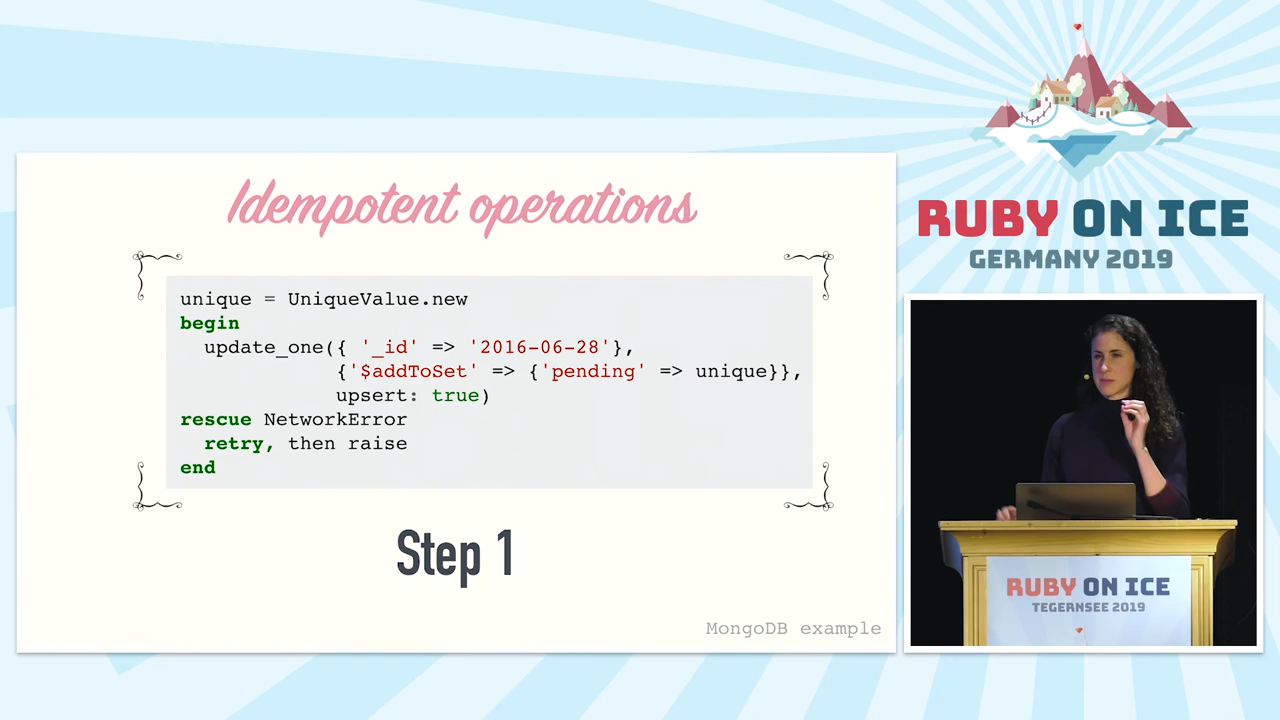 Idempotent operations
unique = UniqueValue.new
begin
  update_one({ '_id' => '2016-06-28'},
             {'$addToSet' => {'pending' => unique}},
             upsert: true)
rescue NetworkError
  retry, then raise
end
Step 1
MongoDB example
RUBY ON ICE
GERMANY 2019
RUBY ON ICE
TEGERNSEE 2019